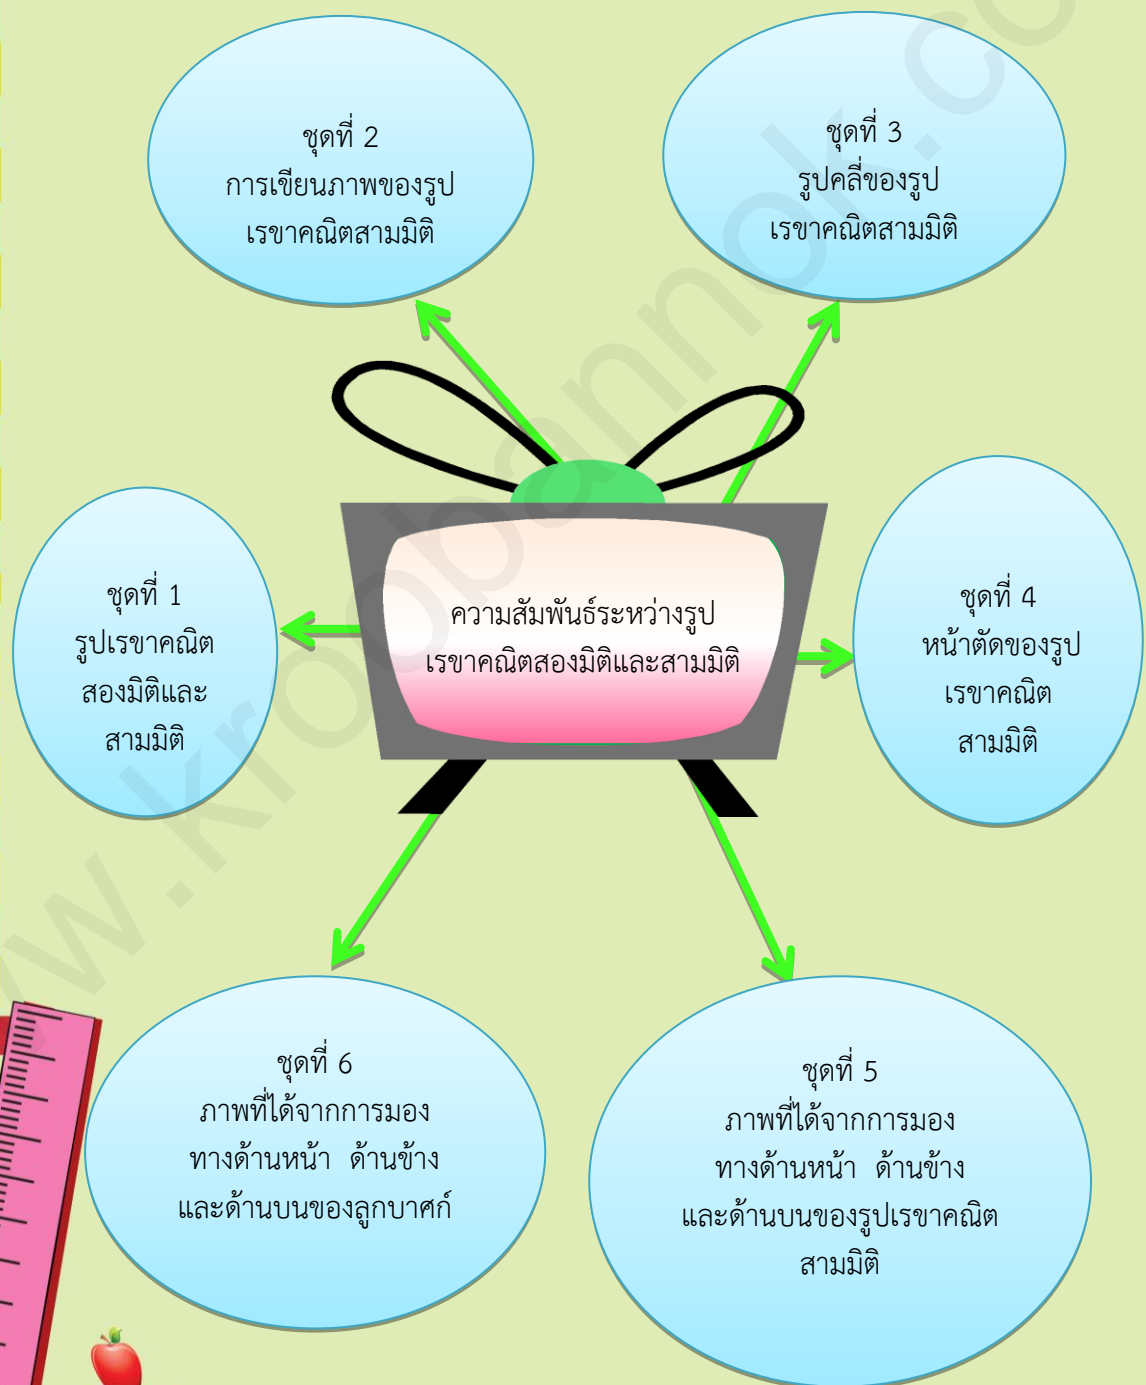 ชุดที่ 2
การเขียนภาพของรูป
เรขาคณิตสามมิติ
ชุดที่ 3
รูปคลี่ของรูป
เรขาคณิตสามมิติ
ชุดที่ 1
รูปเรขาคณิต
สองมิติและ
สามมิติ
ความสัมพันธ์ระหว่างรูป
เรขาคณิตสองมิติและสามมิติ
ชุดที่ 4
หน้าตัดของรูป
เรขาคณิต
สามมิติ
ชุดที่ 6
ภาพที่ได้จากการมอง
ทางด้านหน้า ด้านข้าง
และด้านบนของลูกบาศก์
ชุดที่ 5
ภาพที่ได้จากการมอง
ทางด้านหน้า ด้านข้าง
และด้านบนของรูปเรขาคณิต
สามมิติ
w.kroobannok.co